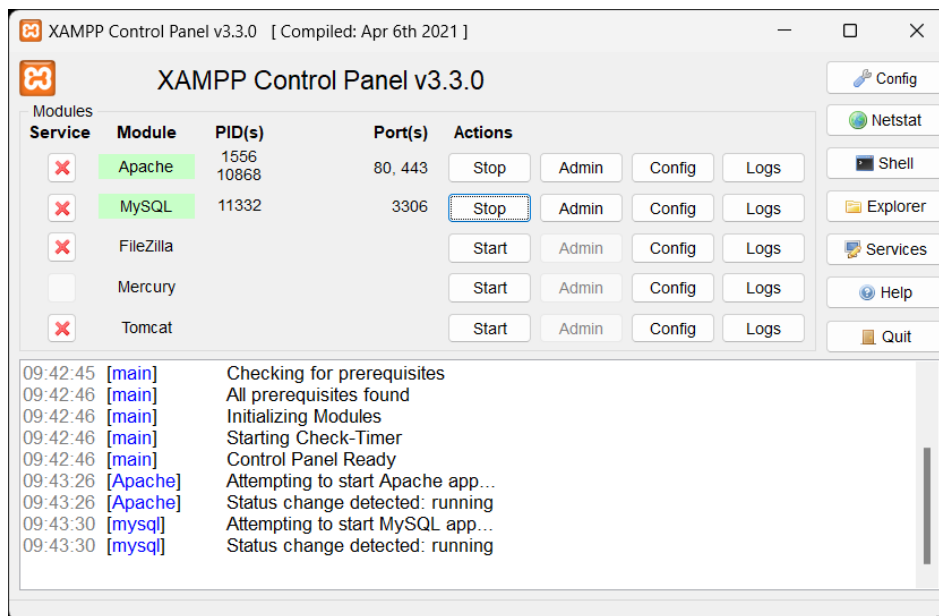 XAMPP Control Panel v3.3.0 [ Compiled: Apr 6th 2021 ]
XAMPP Control Panel v3.3.0
Config
Modules
Netstat
Service Module PID(s) Port(s) Actions
Apache 1556 10868 80, 443 Stop Admin Config Logs
Shell
MySQL 11332 3306 Stop Admin Config Logs
Explorer
FileZilla Start Admin Config Logs
Services
Mercury Start Admin Config Logs
Help
Tomcat Start Admin Config Logs
Quit
09:42:45 [main] Checking for prerequisites
09:42:46 [main] All prerequisites found
09:42:46 [main] Initializing Modules
09:42:46 [main] Starting Check-Timer
09:42:46 [main] Control Panel Ready
09:43:26 [Apache] Attempting to start Apache app...
09:43:26 [Apache] Status change detected: running
09:43:30 [mysql] Attempting to start MySQL app...
09:43:30 [mysql] Status change detected: running